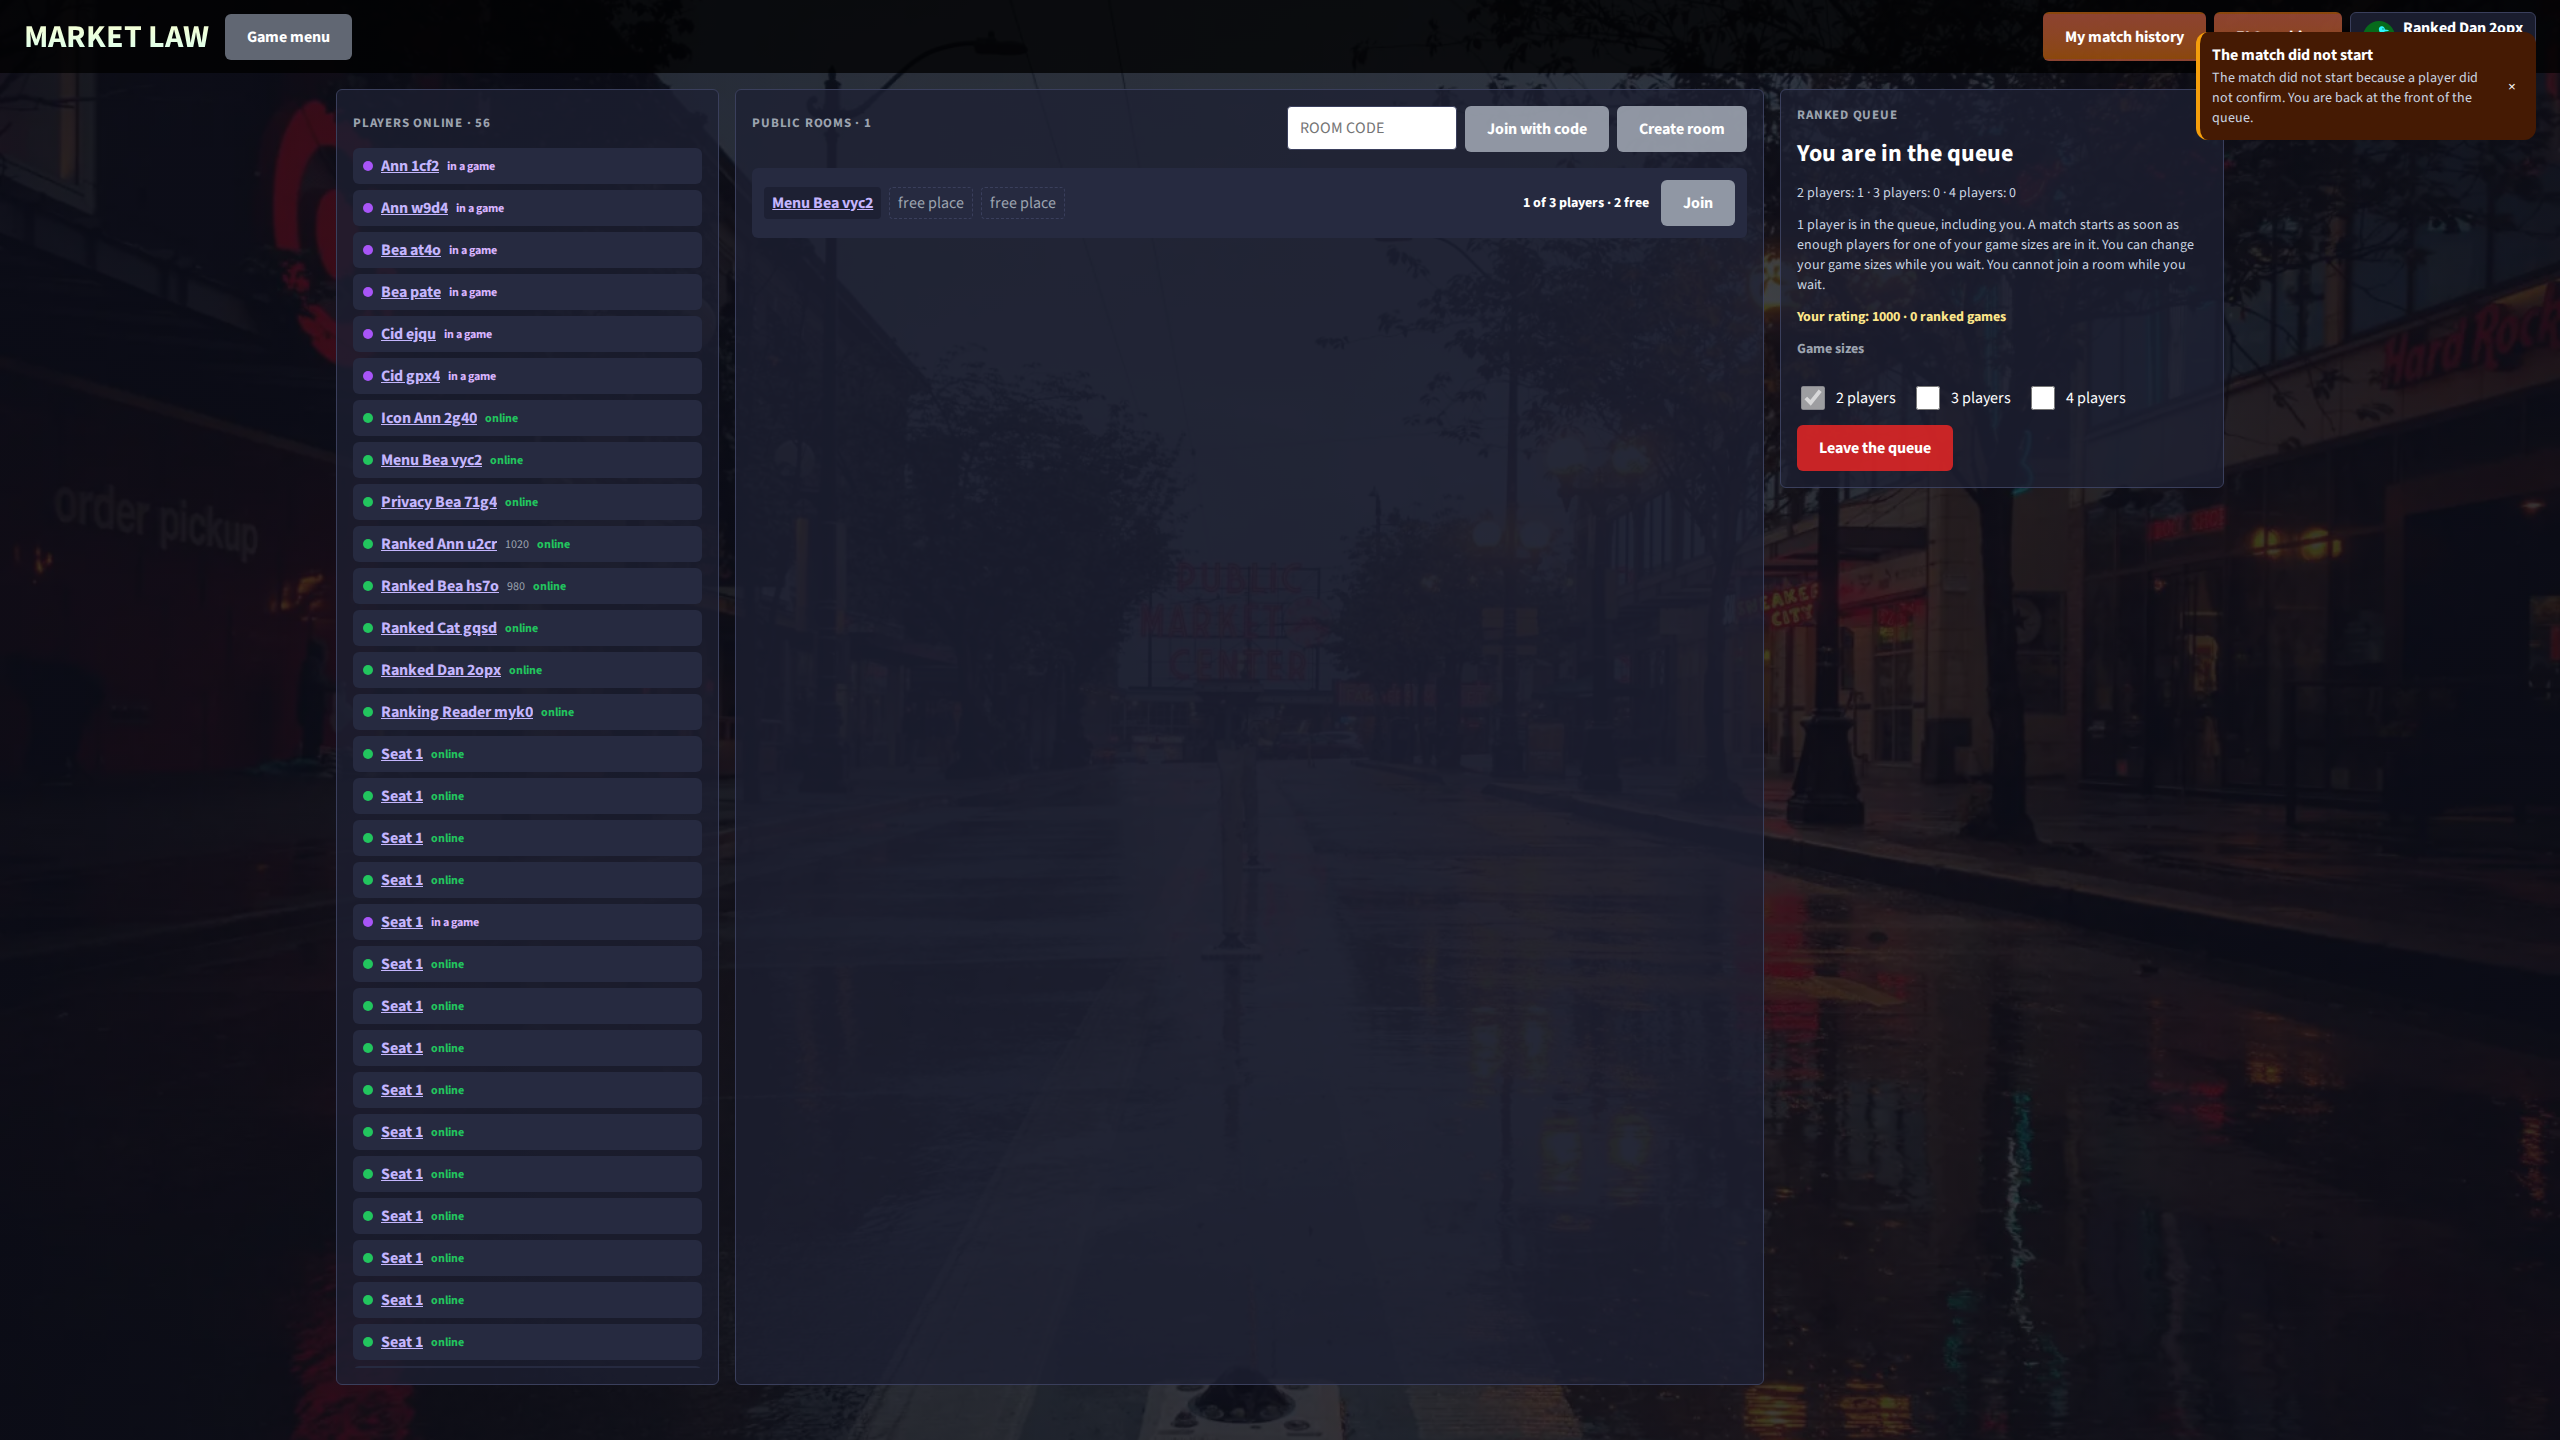 MARKET LAW
Game menu
My match history
Ranked Dan 2opx
The match did not start
The match did not start because a player did
not confirm. You are back at the front of the
queue.
×
PLAYERS ONLINE · 56
Ann 1cf2 in a game
Ann w9d4 in a game
Bea at4o in a game
Bea pate in a game
Cid ejqu in a game
Cid gpx4 in a game
Icon Ann 2g40 online
Menu Bea vyc2 online
Privacy Bea 71g4 online
Ranked Ann u2cr 1020 online
Ranked Bea hs7o 980 online
Ranked Cat gqsd online
Ranked Dan 2opx online
Ranking Reader myk0 online
Seat 1 online
Seat 1 online
Seat 1 online
Seat 1 online
Seat 1 in a game
Seat 1 online
Seat 1 online
Seat 1 online
Seat 1 online
Seat 1 online
Seat 1 online
Seat 1 online
Seat 1 online
Seat 1 online
Seat 1 online
PUBLIC ROOMS · 1
ROOM CODE
Join with code
Create room
Menu Bea vyc2 free place free place 1 of 3 players · 2 free Join
RANKED QUEUE
You are in the queue
2 players: 1 · 3 players: 0 · 4 players: 0
1 player is in the queue, including you. A match starts as soon as
enough players for one of your game sizes are in it. You can change
your game sizes while you wait. You cannot join a room while you
wait.
Your rating: 1000 · 0 ranked games
Game sizes
2 players 3 players 4 players
Leave the queue
order pickup
PUBLIC
MARKET
CENTER
SNEAKER
CITY
Hard Rock